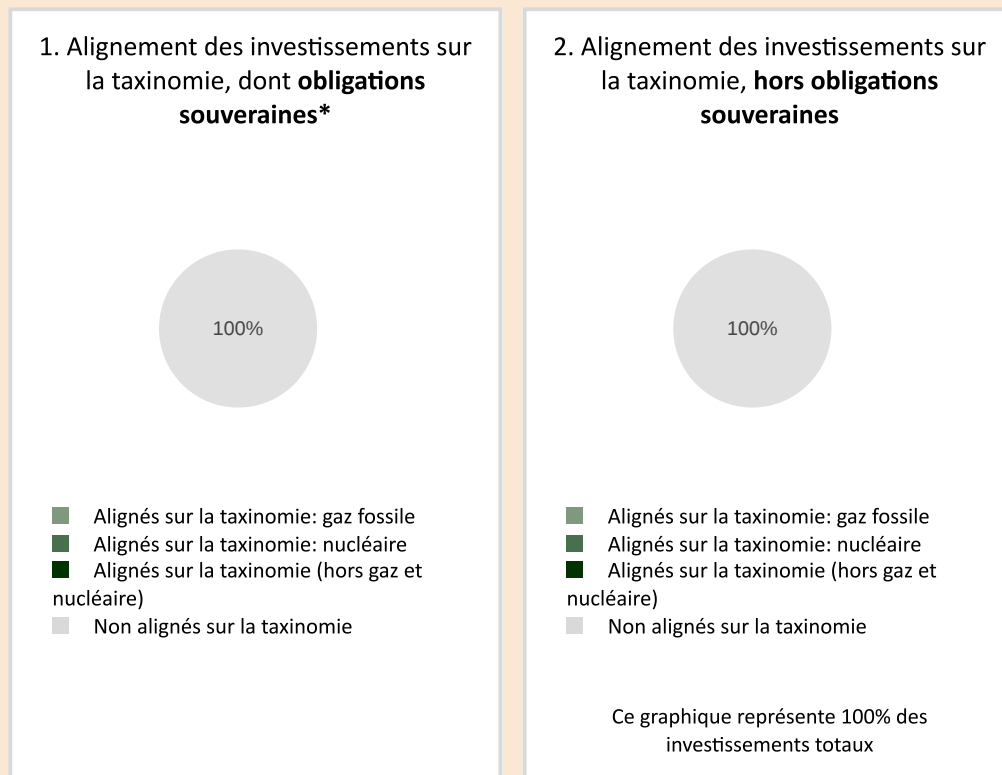 1. Alignement des investissements sur
la taxinomie, dont obligations
souveraines*
100%
Alignés sur la taxinomie: gaz fossile
Alignés sur la taxinomie: nucléaire
Alignés sur la taxinomie (hors gaz et
nucléaire)
Non alignés sur la taxinomie
2. Alignement des investissements sur
la taxinomie, hors obligations
souveraines
100%
Alignés sur la taxinomie: gaz fossile
Alignés sur la taxinomie: nucléaire
Alignés sur la taxinomie (hors gaz et
nucléaire)
Non alignés sur la taxinomie
Ce graphique représente 100% des
investissements totaux